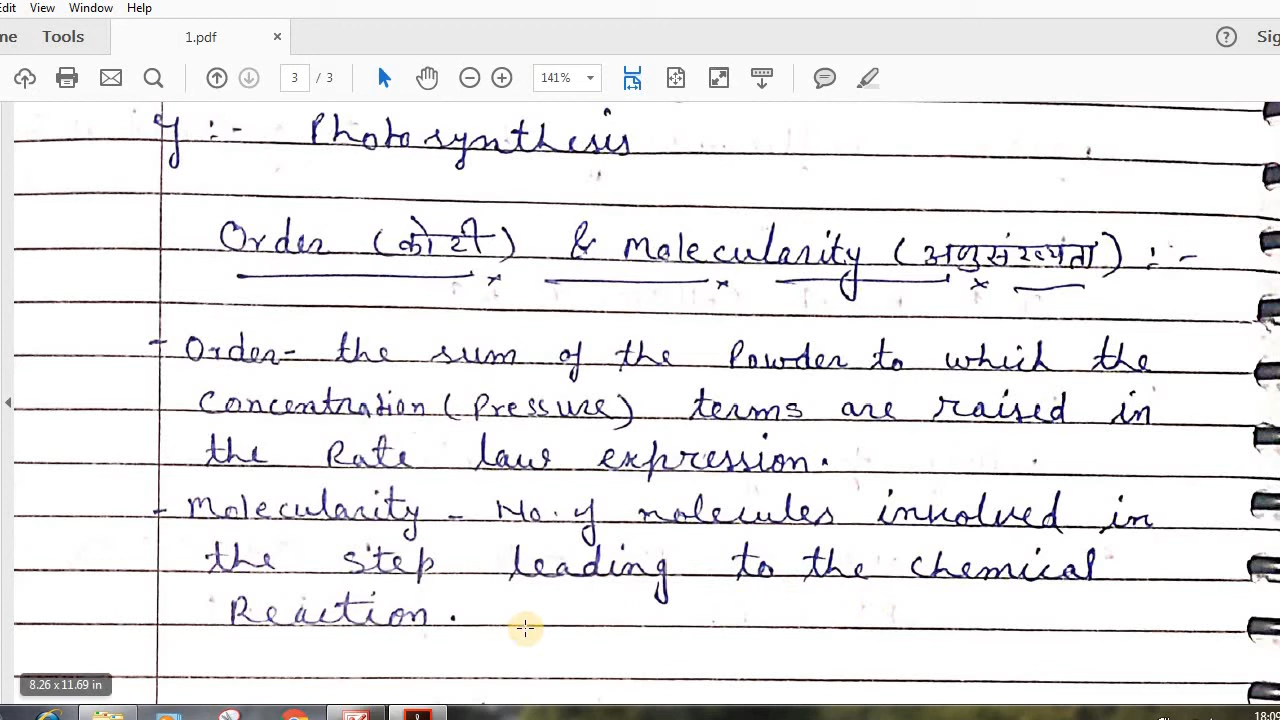 Edit View Window Help
me Tools 1.pdf × ? Sig
3 / 3 141%
y :- Photosynthesis
Order (कोटी) & Molecularity (अणुसंख्यता) :-
- Order- the sum of the Powder to which the
Concentration (Pressure) terms are raised in
the Rate law expression.
- Molecularity - No. of molecules involved in
the step leading to the chemical
Reaction.
8.26 x 11.69 in